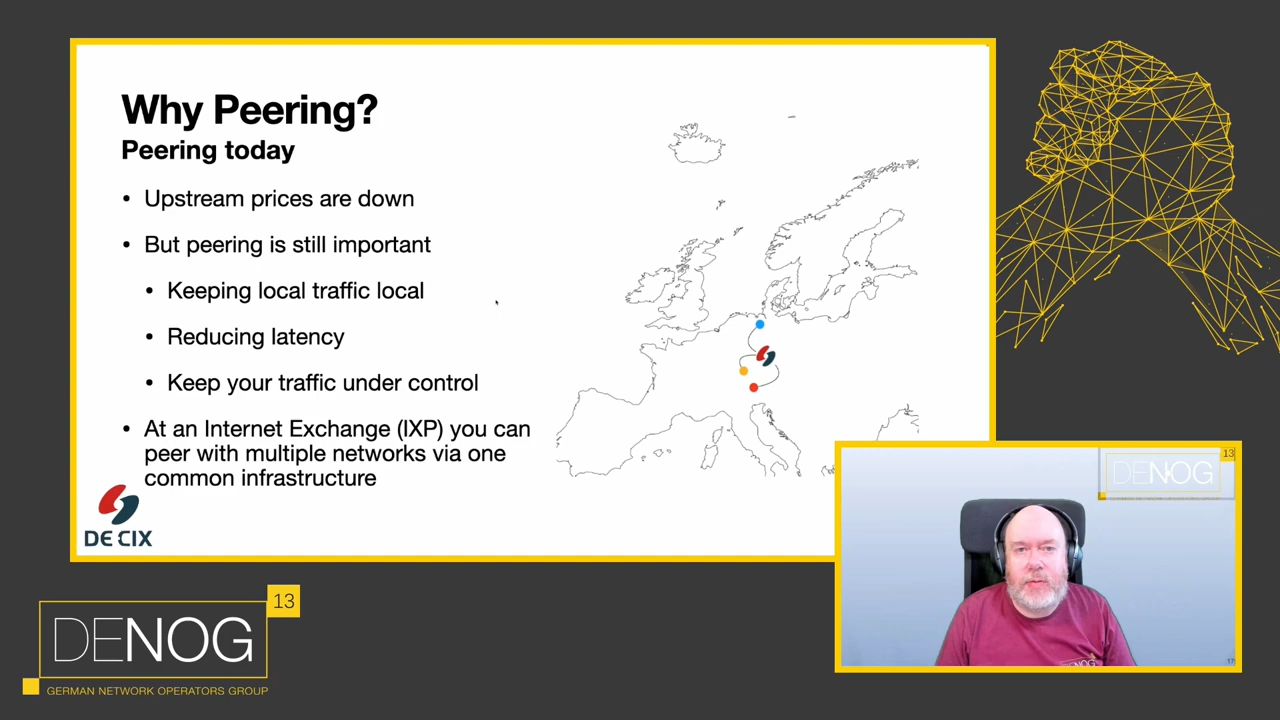 Why Peering?
Peering today
• Upstream prices are down
• But peering is still important
• Keeping local traffic local
• Reducing latency
• Keep your traffic under control
• At an Internet Exchange (IXP) you can
peer with multiple networks via one
common infrastructure
DE CIX
DENOG
13
DENOG
17
13
DENOG
GERMAN NETWORK OPERATORS GROUP